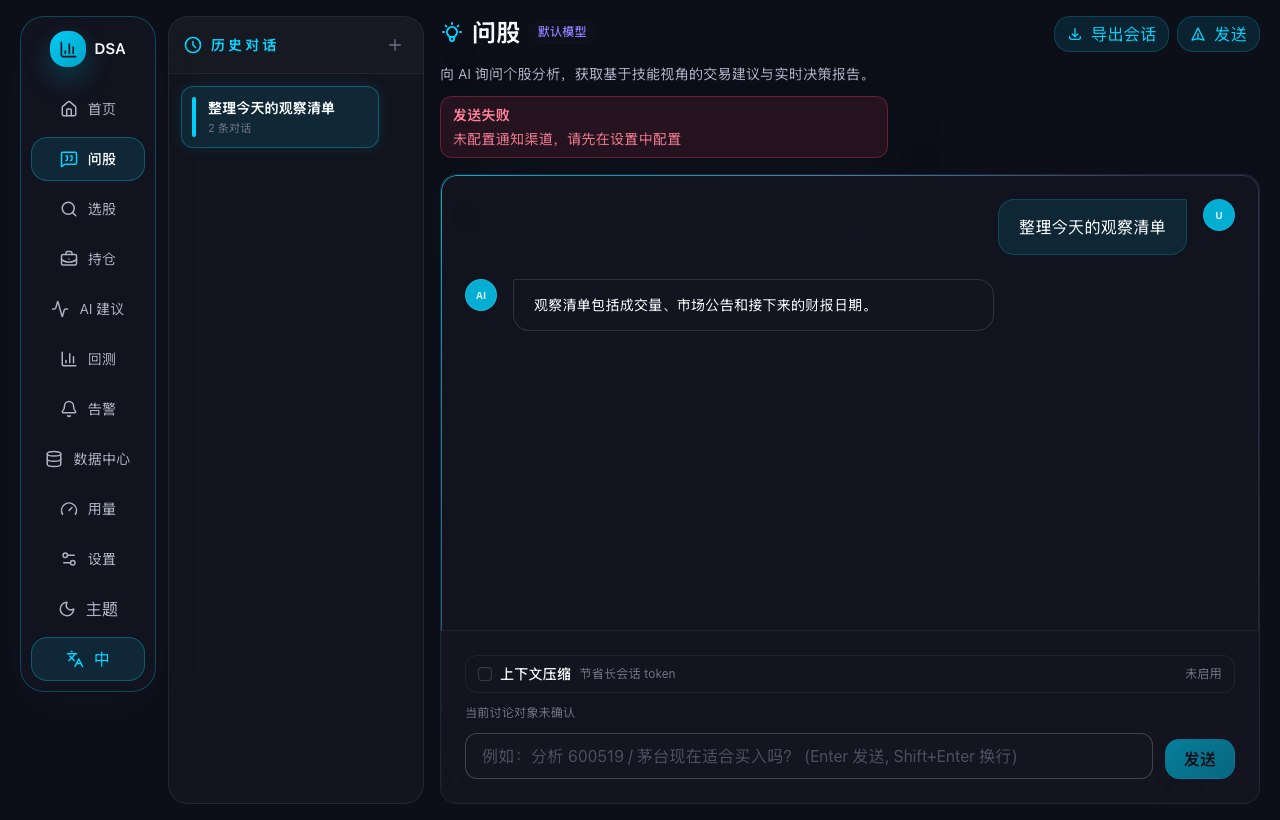 DSA
首页
问股
选股
持仓
AI 建议
回测
告警
数据中心
用量
设置
主题
中
历史对话
整理今天的观察清单
2 条对话
问股
默认模型
导出会话
发送
向 AI 询问个股分析，获取基于技能视角的交易建议与实时决策报告。
发送失败
未配置通知渠道，请先在设置中配置
整理今天的观察清单
U
AI
观察清单包括成交量、市场公告和接下来的财报日期。
上下文压缩 节省长会话 token
未启用
当前讨论对象未确认
例如：分析 600519 / 茅台现在适合买入吗？ (Enter 发送, Shift+Enter 换行)
发送